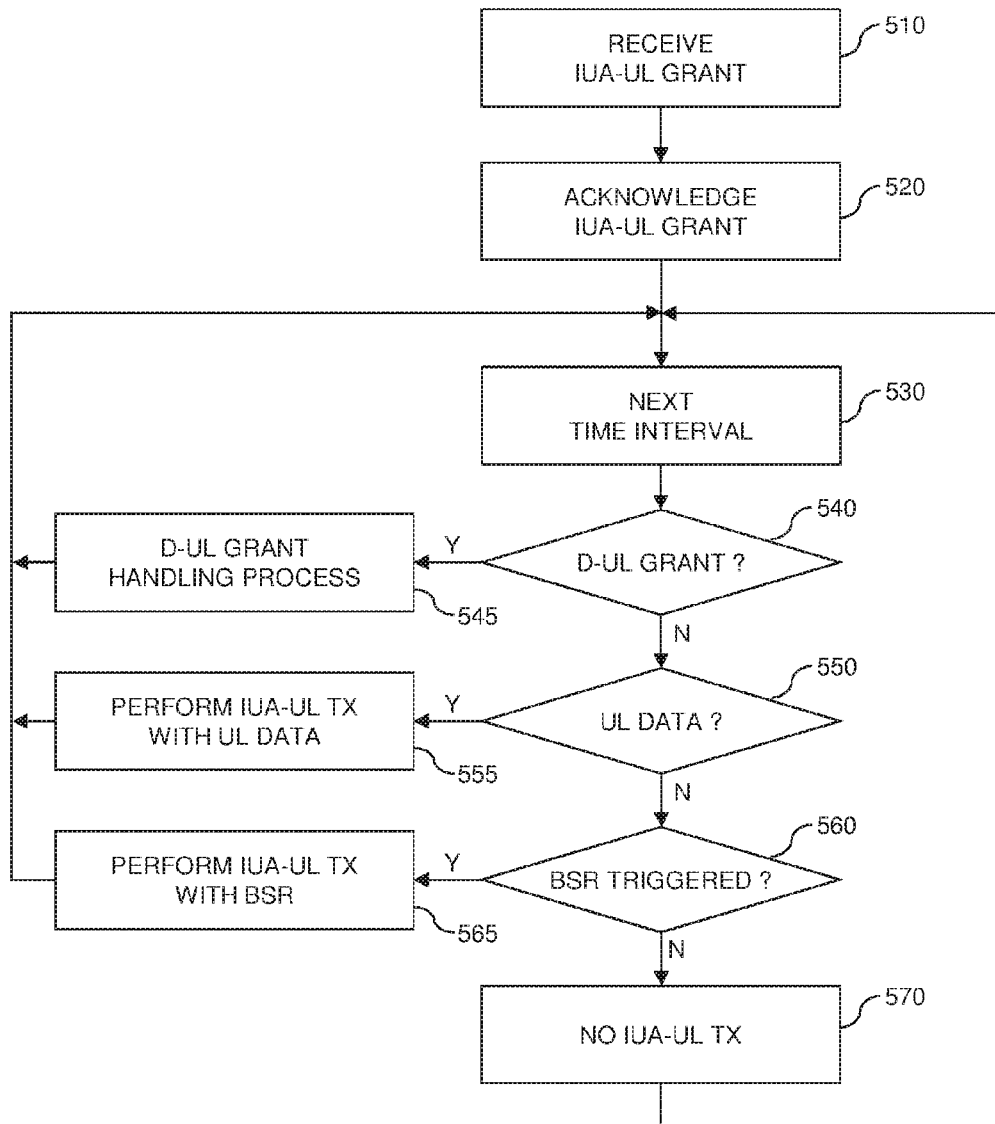 RECEIVE
IUA-UL GRANT
510
ACKNOWLEDGE
IUA-UL GRANT
520
NEXT
TIME INTERVAL
530
D-UL GRANT ?
540
Y
D-UL GRANT
HANDLING PROCESS
545
N
UL DATA ?
550
Y
PERFORM IUA-UL TX
WITH UL DATA
555
N
BSR TRIGGERED ?
560
Y
PERFORM IUA-UL TX
WITH BSR
565
N
NO IUA-UL TX
570